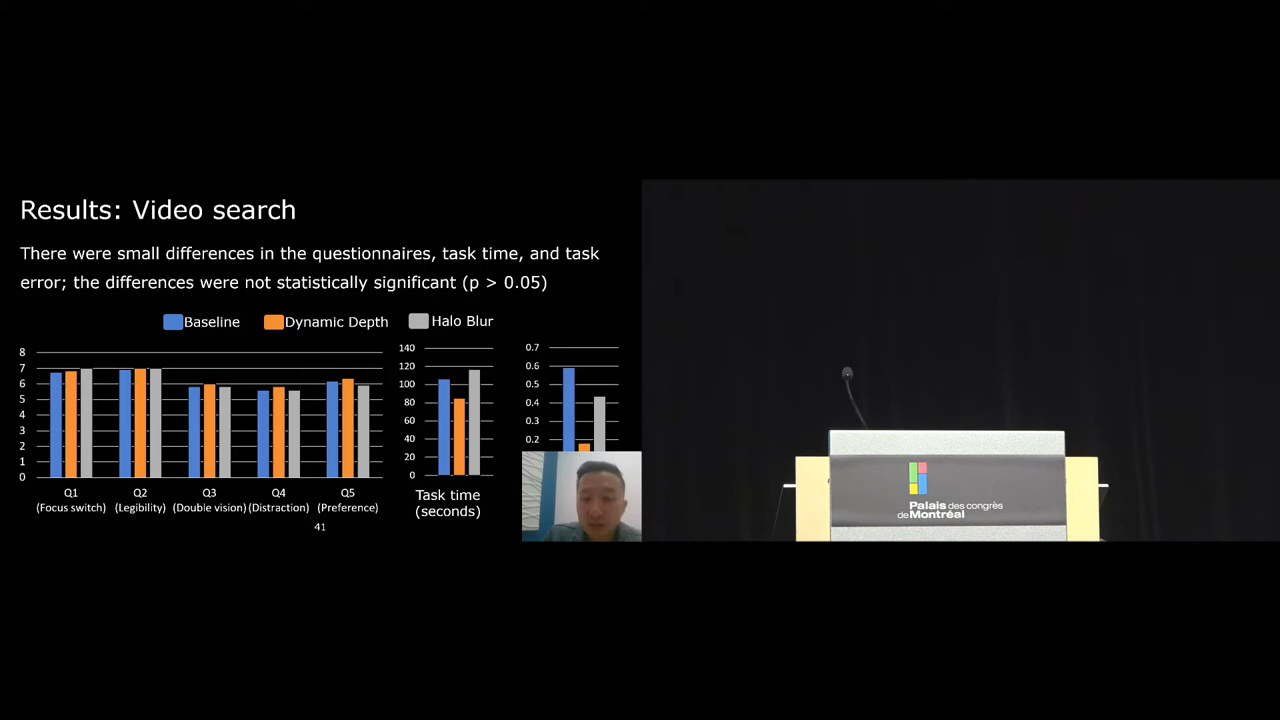 Results: Video search
There were small differences in the questionnaires, task time, and task
error; the differences were not statistically significant (p > 0.05)
Baseline Dynamic Depth Halo Blur
8
7
6
5
4
3
2
1
0
Q1 Q2 Q3 Q4 Q5
(Focus switch) (Legibility) (Double vision) (Distraction) (Preference)
140
120
100
80
60
40
20
0
Task time
(seconds)
0.7
0.6
0.5
0.4
0.3
0.2
41
Palais des congrès
de Montréal